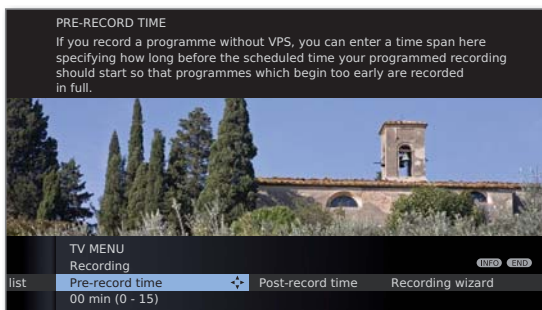 PRE-RECORD TIME
If you record a programme without VPS, you can enter a time span here
specifying how long before the scheduled time your programmed recording
should start so that programmes which begin too early are recorded
in full.
TV MENU
Recording
INFO END
list Pre-record time Post-record time Recording wizard
00 min (0 - 15)